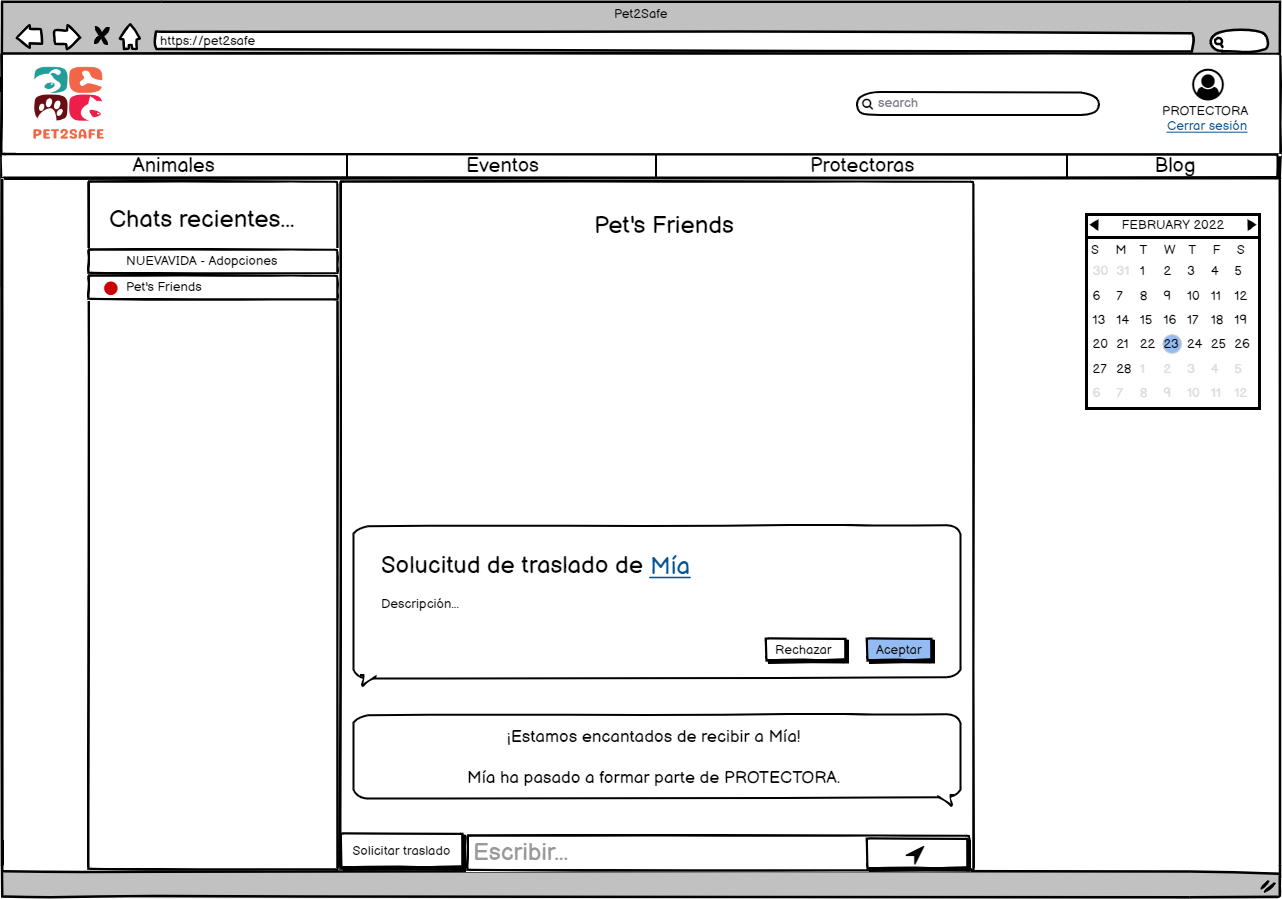 Pet2Safe
https://pet2safe
PET2SAFE
search
PROTECTORA
Cerrar sesión
Animales
Eventos
Protectoras
Blog
Chats recientes...
NUEVAVIDA - Adopciones
Pet's Friends
Pet's Friends
Solucitud de traslado de Mía
Descripción...
Rechazar
Aceptar
¡Estamos encantados de recibir a Mía!
Mía ha pasado a formar parte de PROTECTORA.
Solicitar traslado
Escribir...
FEBRUARY 2022
S M T W T F S
30 31 1 2 3 4 5
6 7 8 9 10 11 12
13 14 15 16 17 18 19
20 21 22 23 24 25 26
27 28 1 2 3 4 5
6 7 8 9 10 11 12